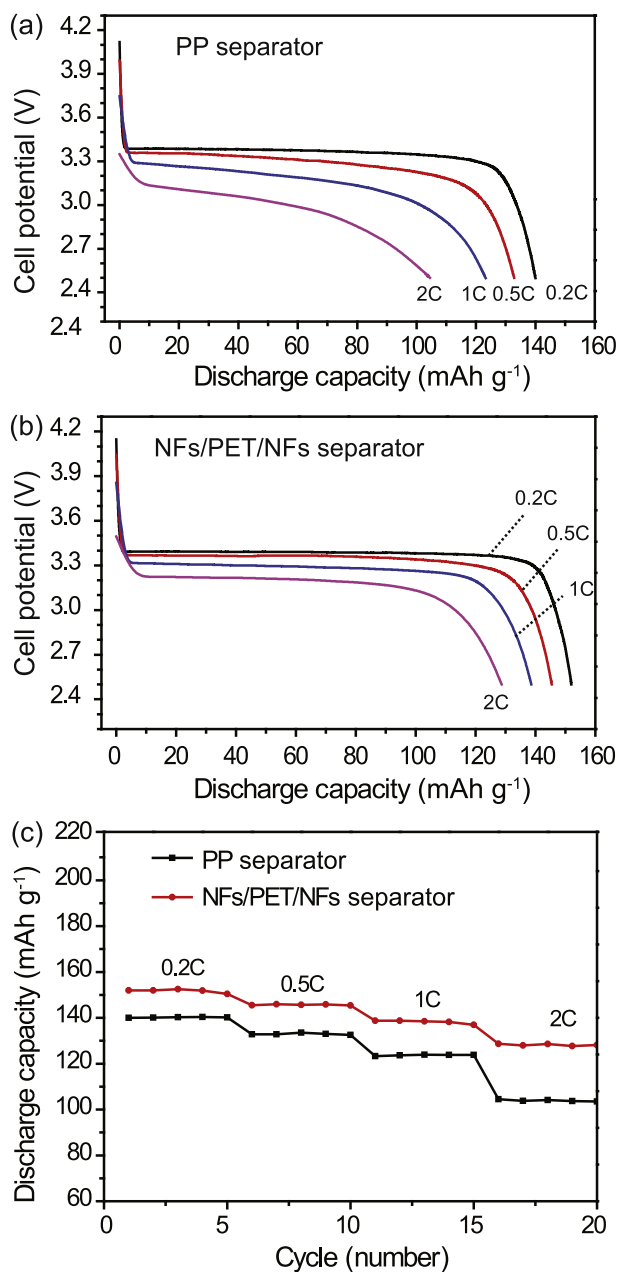 (a)
PP separator
4.2
3.9
3.6
3.3
3.0
2.7
2.4
2.4
Cell potential (V)
2C
1C
0.5C
0.2C
0 20 40 60 80 100 120 140 160
Discharge capacity (mAh g⁻¹)
(b)
NFs/PET/NFs separator
4.2
3.9
3.6
3.3
3.0
2.7
2.4
Cell potential (V)
0.2C
0.5C
1C
2C
0 20 40 60 80 100 120 140 160
Discharge capacity (mAh g⁻¹)
(c)
220
200
180
160
140
120
100
80
60
Discharge capacity (mAh g⁻¹)
PP separator
NFs/PET/NFs separator
0.2C
0.5C
1C
2C
0 5 10 15 20
Cycle (number)